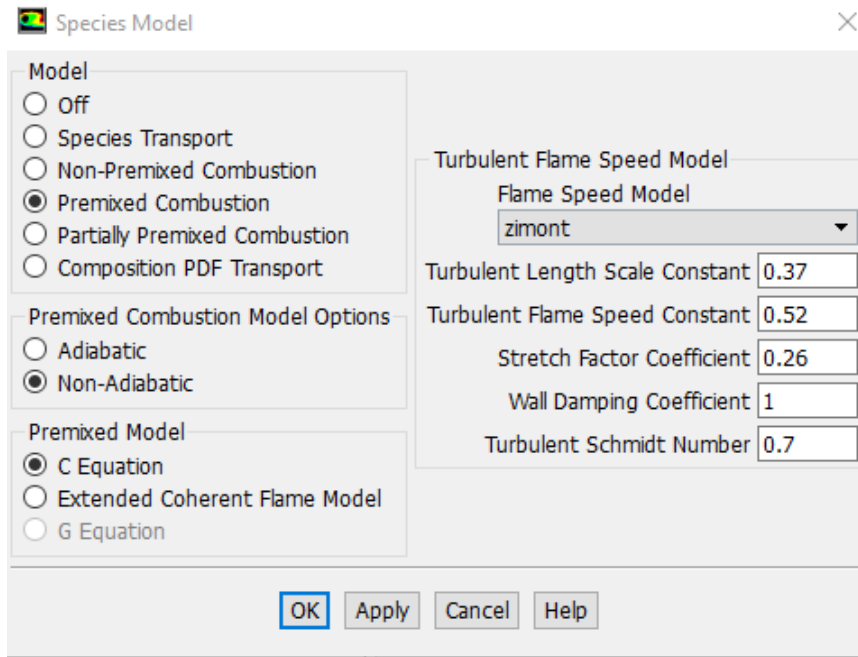 Species Model
Model
Off
Species Transport
Non-Premixed Combustion
Premixed Combustion
Partially Premixed Combustion
Composition PDF Transport
Premixed Combustion Model Options
Adiabatic
Non-Adiabatic
Premixed Model
C Equation
Extended Coherent Flame Model
G Equation
Turbulent Flame Speed Model
Flame Speed Model
zimont
Turbulent Length Scale Constant 0.37
Turbulent Flame Speed Constant 0.52
Stretch Factor Coefficient 0.26
Wall Damping Coefficient 1
Turbulent Schmidt Number 0.7
OK Apply Cancel Help